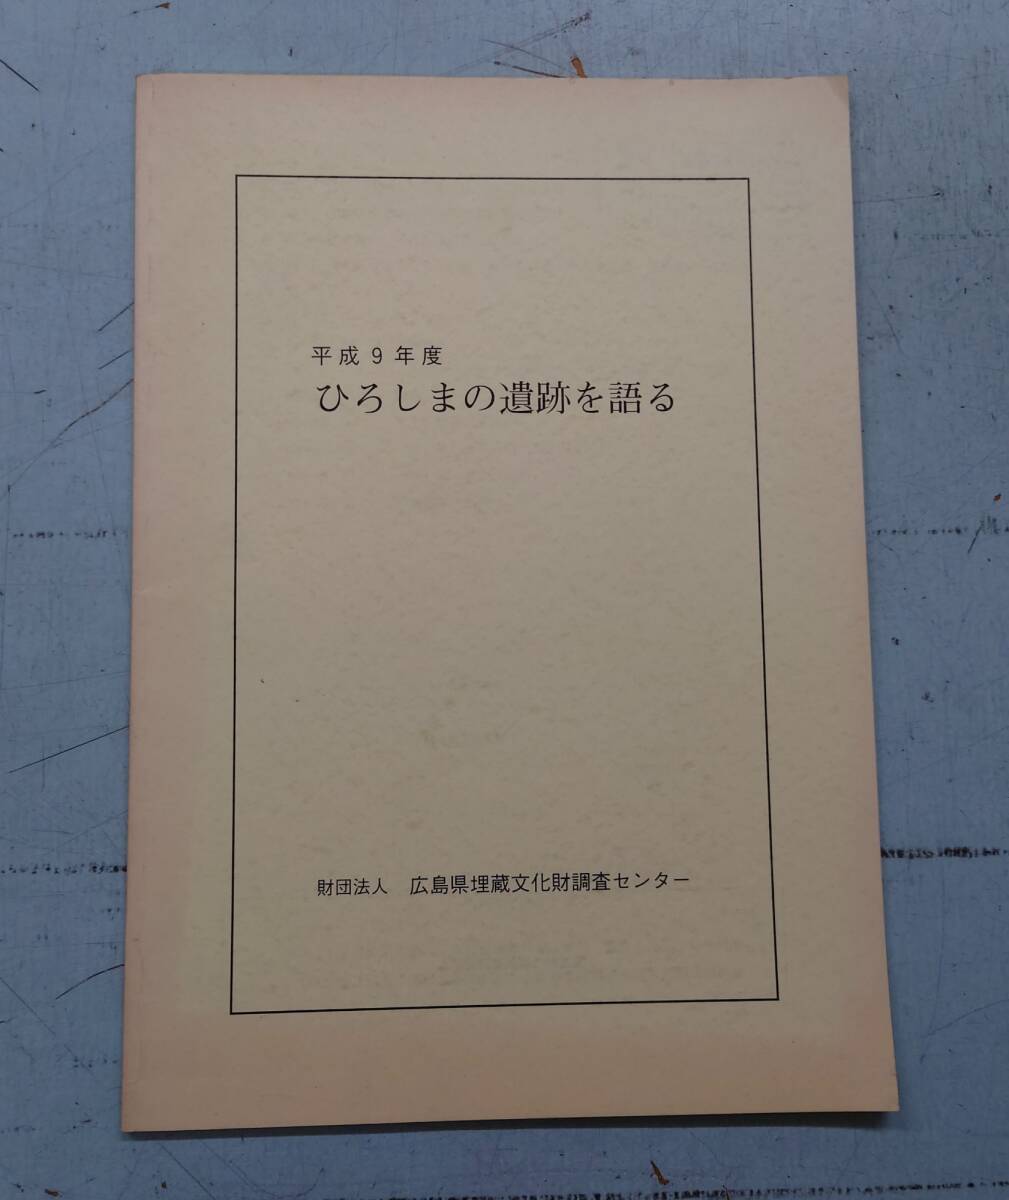 平成9年度
ひろしまの遺跡を語る
財団法人　広島県埋蔵文化財調査センター